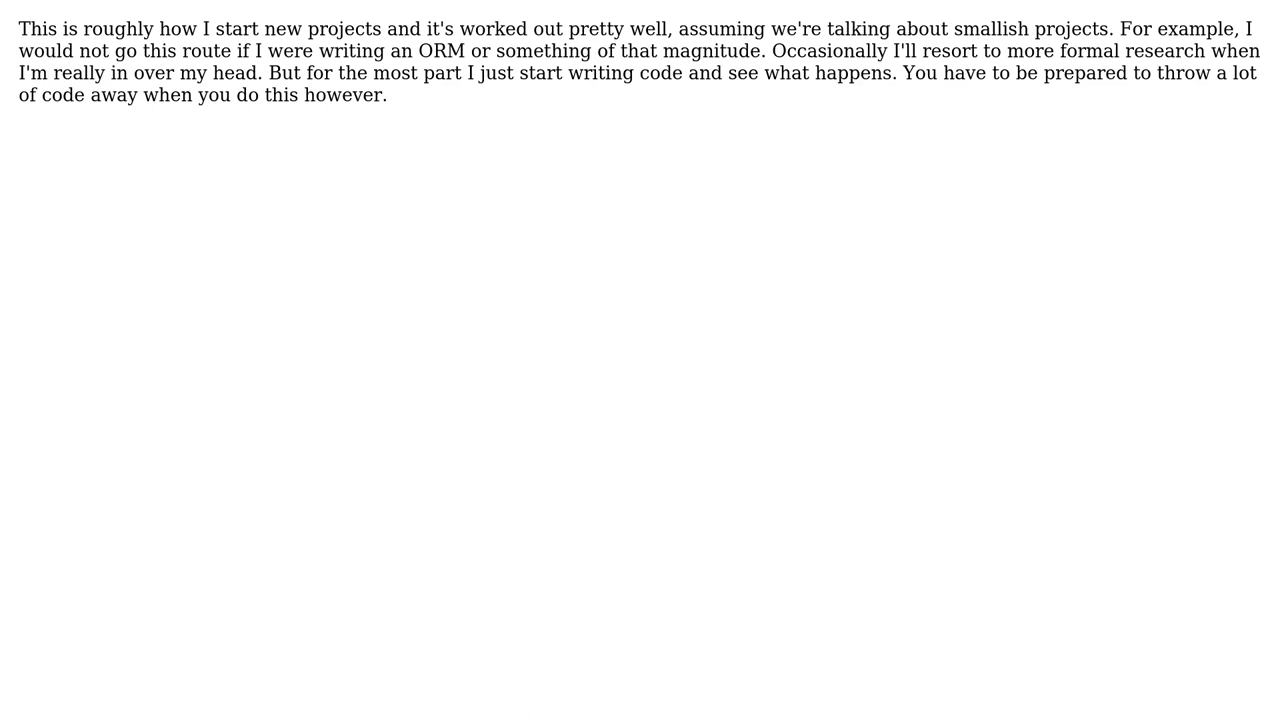 This is roughly how I start new projects and it's worked out pretty well, assuming we're talking about smallish projects. For example, I
would not go this route if I were writing an ORM or something of that magnitude. Occasionally I'll resort to more formal research when
I'm really in over my head. But for the most part I just start writing code and see what happens. You have to be prepared to throw a lot
of code away when you do this however.